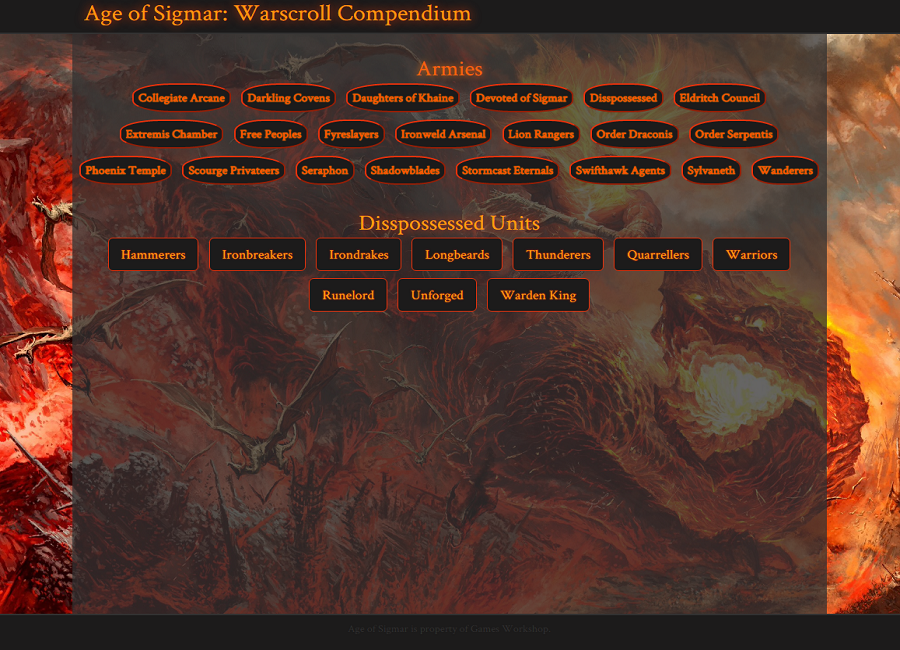 Age of Sigmar: Warscroll Compendium
Armies
Collegiate Arcane Darkling Covens Daughters of Khaine Devoted of Sigmar Disspossessed Eldritch Council
Extremis Chamber Free Peoples Fyreslayers Ironweld Arsenal Lion Rangers Order Draconis Order Serpentis
Phoenix Temple Scourge Privateers Seraphon Shadowblades Stormcast Eternals Swifthawk Agents Sylvaneth Wanderers
Disspossessed Units
Hammerers Ironbreakers Irondrakes Longbeards Thunderers Quarrellers Warriors
Runelord Unforged Warden King
Age of Sigmar is property of Games Workshop.